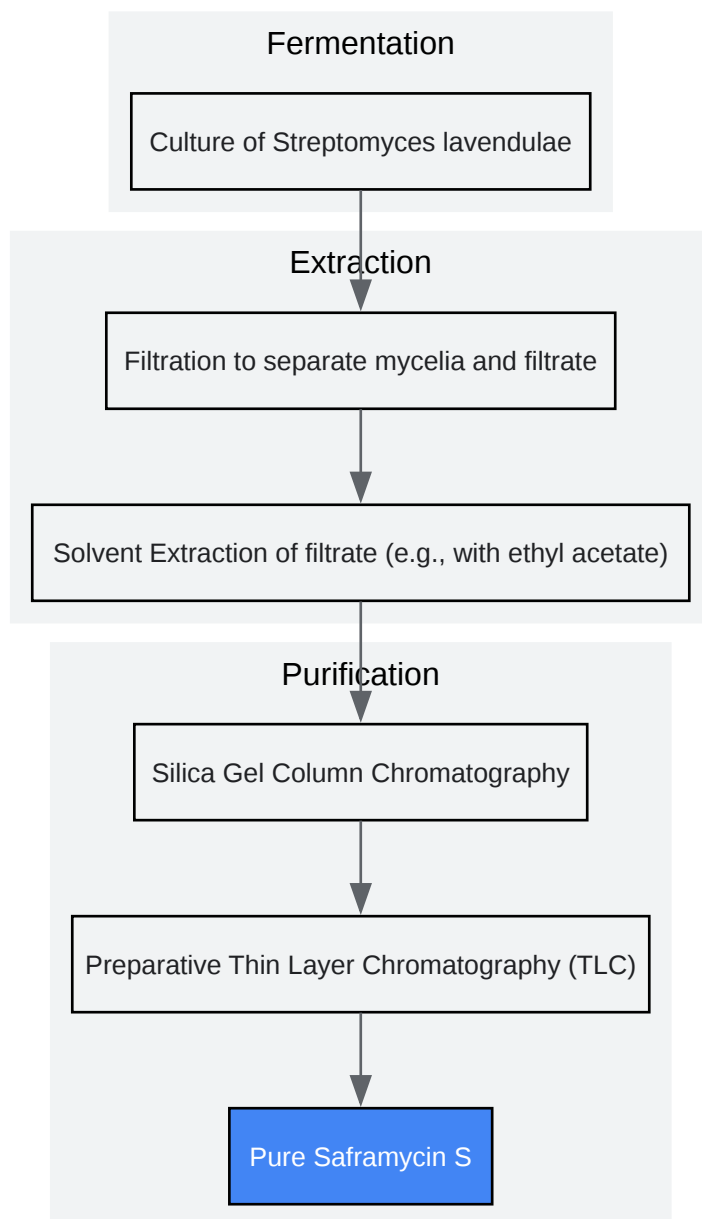 Fermentation
Culture of Streptomyces lavendulae
Extraction
Filtration to separate mycelia and filtrate
Solvent Extraction of filtrate (e.g., with ethyl acetate)
Purification
Silica Gel Column Chromatography
Preparative Thin Layer Chromatography (TLC)
Pure Saframycin S